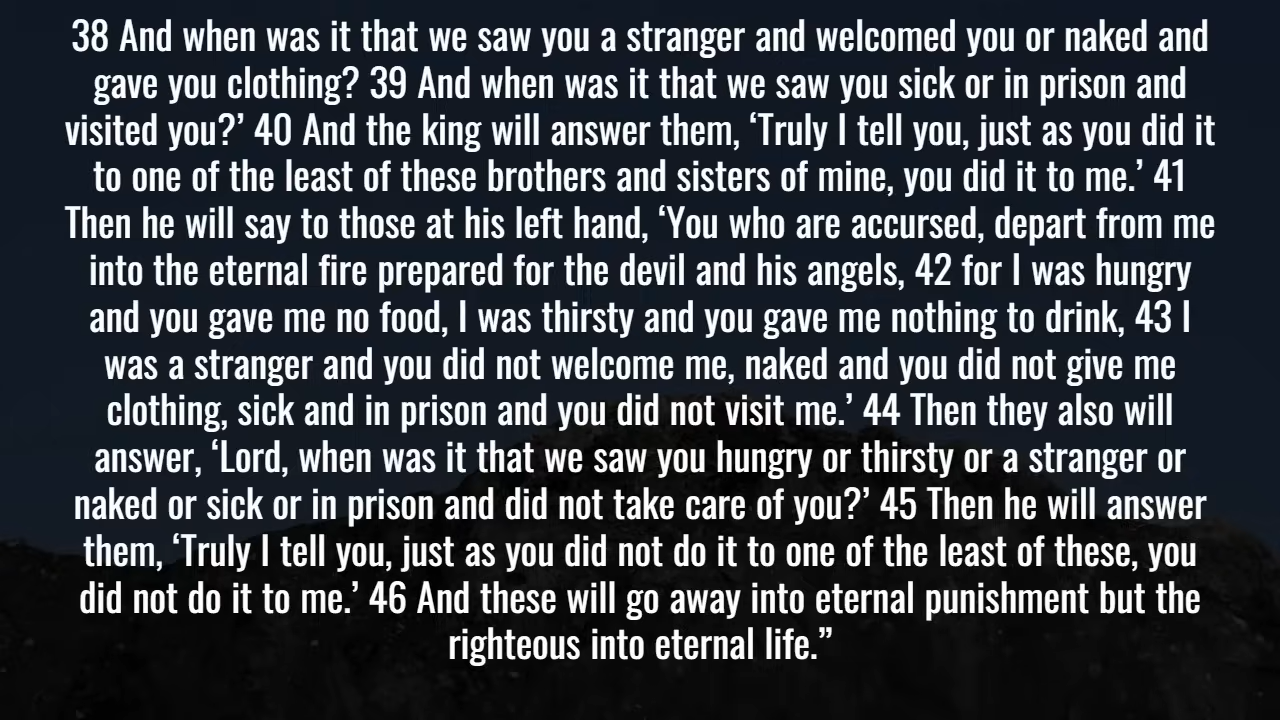 38 And when was it that we saw you a stranger and welcomed you or naked and
gave you clothing? 39 And when was it that we saw you sick or in prison and
visited you?’ 40 And the king will answer them, ‘Truly I tell you, just as you did it
to one of the least of these brothers and sisters of mine, you did it to me.’ 41
Then he will say to those at his left hand, ‘You who are accursed, depart from me
into the eternal fire prepared for the devil and his angels, 42 for I was hungry
and you gave me no food, I was thirsty and you gave me nothing to drink, 43 I
was a stranger and you did not welcome me, naked and you did not give me
clothing, sick and in prison and you did not visit me.’ 44 Then they also will
answer, ‘Lord, when was it that we saw you hungry or thirsty or a stranger or
naked or sick or in prison and did not take care of you?’ 45 Then he will answer
them, ‘Truly I tell you, just as you did not do it to one of the least of these, you
did not do it to me.’ 46 And these will go away into eternal punishment but the
righteous into eternal life.”